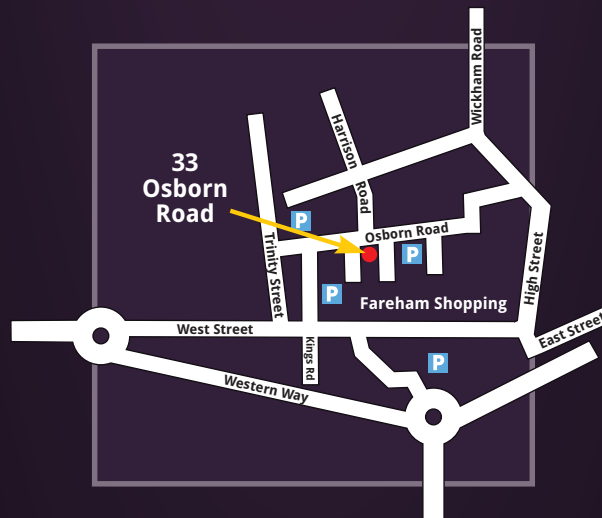 Wickham Road
Harrison Road
33
Osborn
Road
P
Osborn Road
P
Trinity Street
High Street
P
Fareham Shopping
West Street
East Street
Kings Rd
P
Western Way